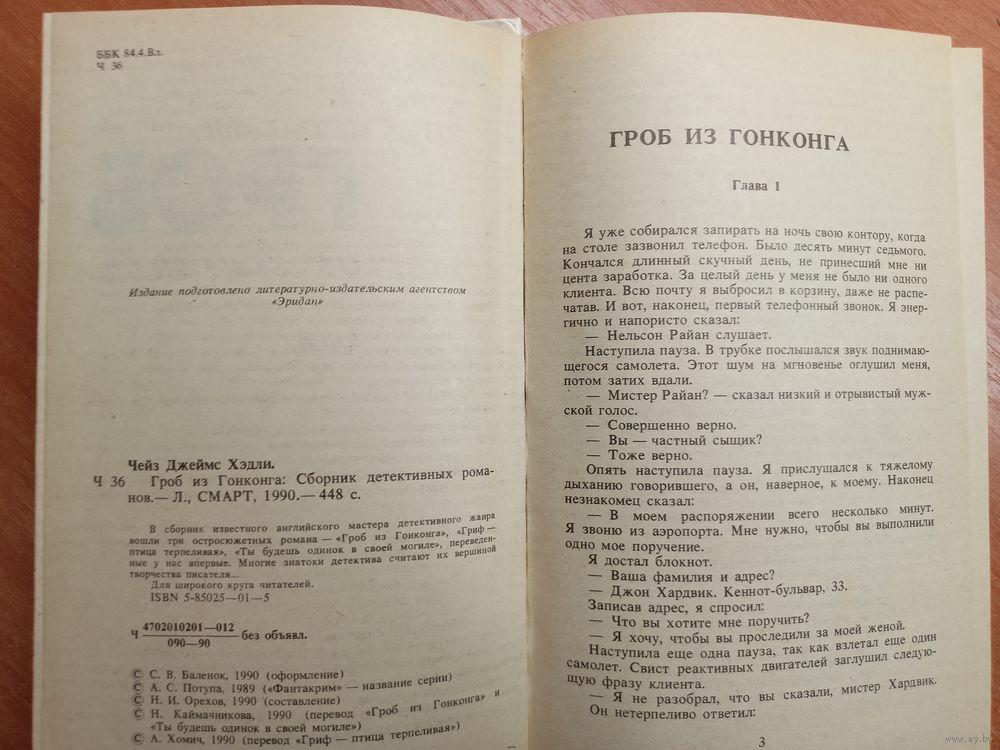 ББК 84.4.Вл.
Ч 36
Издание подготовлено литературно-издательским агентством
«Эридан»
Чейз Джеймс Хэдли.
Ч 36 Гроб из Гонконга: Сборник детективных рома-
нов.— Л., СМАРТ, 1990.— 448 с.
В сборник известного английского мастера детективного жанра
вошли три остросюжетных романа — «Гроб из Гонконга», «Гриф —
птица терпеливая», «Ты будешь одинок в своей могиле», переведен-
ные у нас впервые. Многие знатоки детектива считают их вершиной
творчества писателя...
Для широкого круга читателей.
ISBN 5-85025—01—5
Ч 4702010201—012
090—90
без объявл.
© С. В. Баленок, 1990 (оформление)
© А. С. Потупа, 1989 («Фантакрим» — название серии)
© Н. И. Орехов, 1990 (составление)
© Н. Каймачникова, 1990 (перевод «Гроб из Гонконга» и
«Ты будешь одинок в своей могиле»)
© А. Хомич, 1990 (перевод «Гриф — птица терпеливая»)
ГРОБ ИЗ ГОНКОНГА
Глава 1
Я уже собирался запирать на ночь свою контору, когда
на столе зазвонил телефон. Было десять минут седьмого.
Кончался длинный скучный день, не принесший мне ни
цента заработка. За целый день у меня не было ни одного
клиента. Всю почту я выбросил в корзину, даже не распе-
чатав. И вот, наконец, первый телефонный звонок. Я энер-
гично и напористо сказал:
— Нельсон Райан слушает.
Наступила пауза. В трубке послышался звук поднимаю-
щегося самолета. Этот шум на мгновенье оглушил меня,
потом затих вдали.
— Мистер Райан? — сказал низкий и отрывистый муж-
ской голос.
— Совершенно верно.
— Вы — частный сыщик?
— Тоже верно.
Опять наступила пауза. Я прислущался к тяжелому
дыханию говорившего, а он, наверное, к моему. Наконец
незнакомец сказал:
— В моем распоряжении всего несколько минут.
Я звоню из аэропорта. Мне нужно, чтобы вы выполнили
одно мое поручение.
Я достал блокнот.
— Ваша фамилия и адрес?
— Джон Хардвик. Кеннот-бульвар, 33.
Записав адрес, я спросил:
— Что вы хотите мне поручить?
— Я хочу, чтобы вы проследили за моей женой.
Наступила еще одна пауза, так как взлетал еще один
самолет. Свист реактивных двигателей заглушил следую-
щую фразу клиента.
— Я не разобрал, что вы сказали, мистер Хардвик.
Он нетерпеливо ответил:
3
www.ay.by